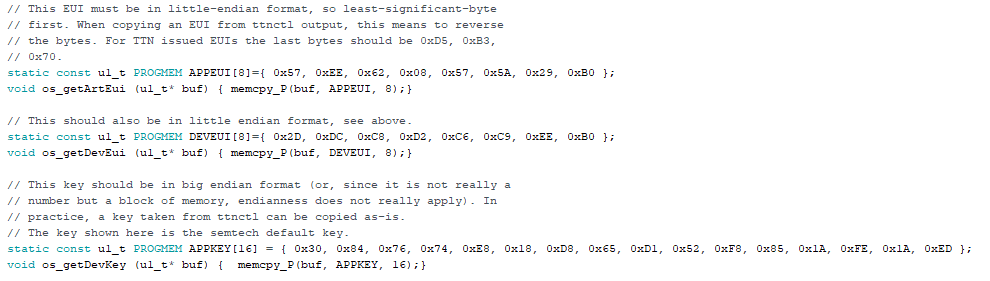 // This EUI must be in little-endian format, so least-significant-byte
// first. When copying an EUI from ttnctl output, this means to reverse
// the bytes. For TTN issued EUIs the last bytes should be 0xD5, 0xB3,
// 0x70.
static const u1_t PROGMEM APPEUI[8]={ 0x57, 0xEE, 0x62, 0x08, 0x57, 0x5A, 0x29, 0xB0 };
void os_getArtEui (u1_t* buf) { memcpy_P(buf, APPEUI, 8);}
// This should also be in little endian format, see above.
static const u1_t PROGMEM DEVEUI[8]={ 0x2D, 0xDC, 0xC8, 0xD2, 0xC6, 0xC9, 0xEE, 0xB0 };
void os_getDevEui (u1_t* buf) { memcpy_P(buf, DEVEUI, 8);}
// This key should be in big endian format (or, since it is not really a
// number but a block of memory, endianness does not really apply). In
// practice, a key taken from ttnctl can be copied as-is.
// The key shown here is the semtech default key.
static const u1_t PROGMEM APPKEY[16] = { 0x30, 0x84, 0x76, 0x74, 0xE8, 0x18, 0xD8, 0x65, 0xD1, 0x52, 0xF8, 0x85, 0x1A, 0xFE, 0x1A, 0xED };
void os_getDevKey (u1_t* buf) {  memcpy_P(buf, APPKEY, 16);}